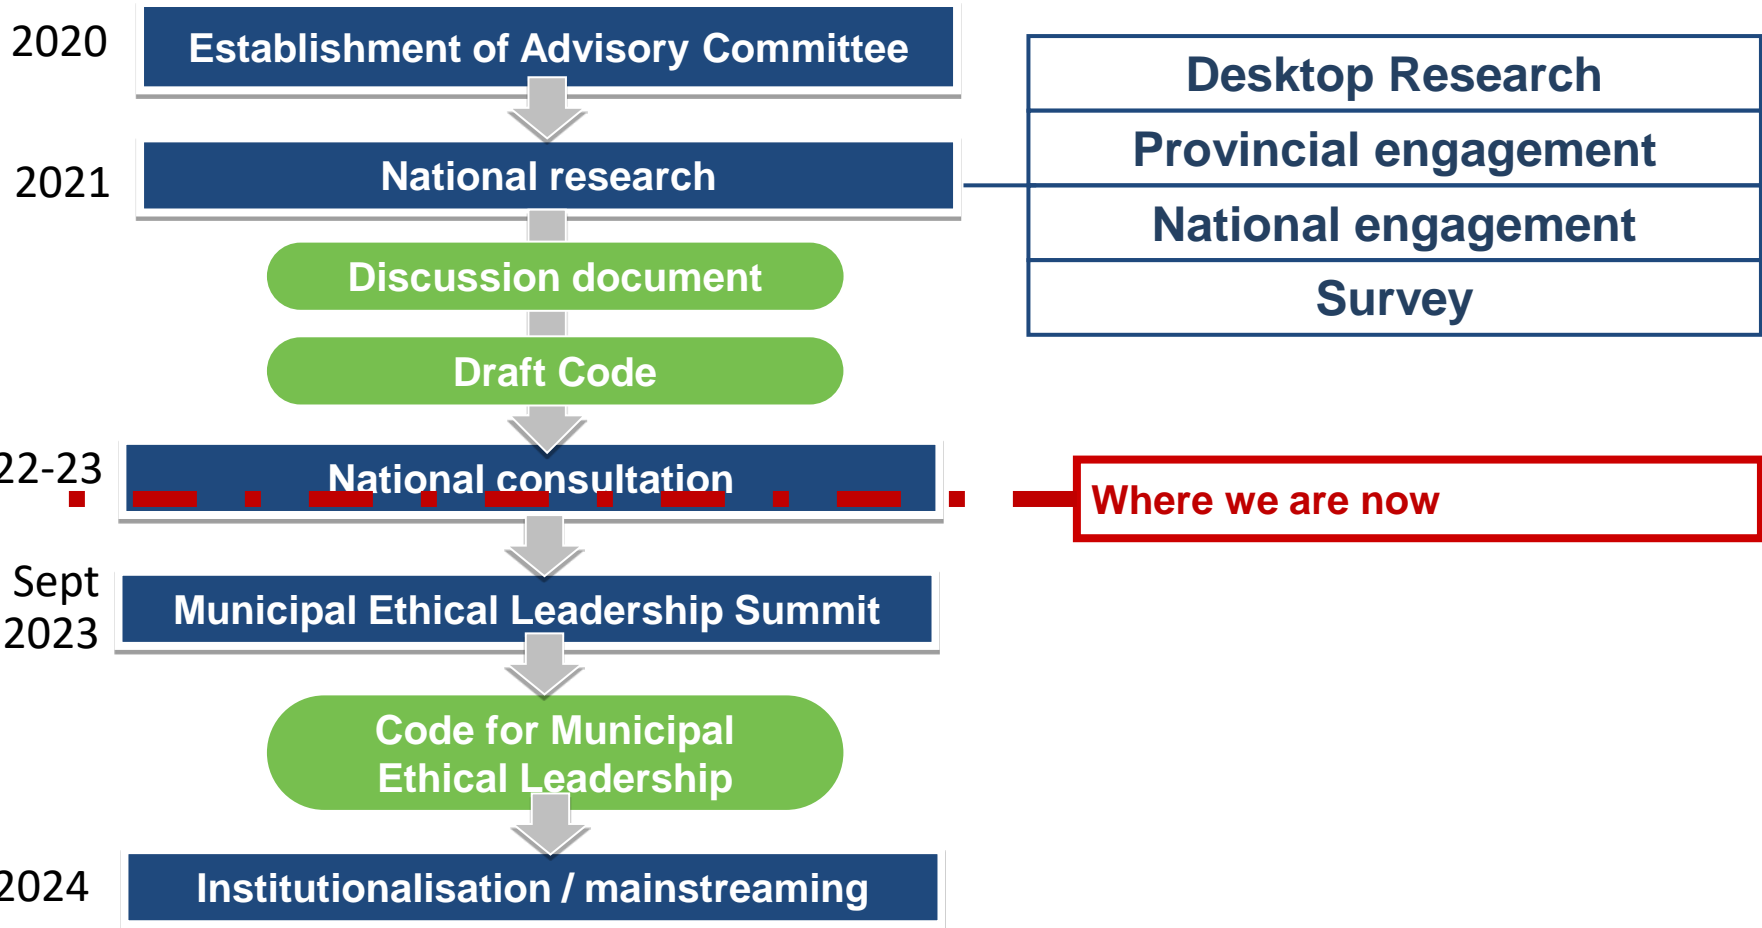 2020
Establishment of Advisory Committee
Desktop Research
Provincial engagement
2021
National research
National engagement
Survey
Discussion document
Draft Code
22-23
National consultation
Where we are now
Sept
2023
Municipal Ethical Leadership Summit
Code for Municipal
Ethical Leadership
2024
Institutionalisation / mainstreaming